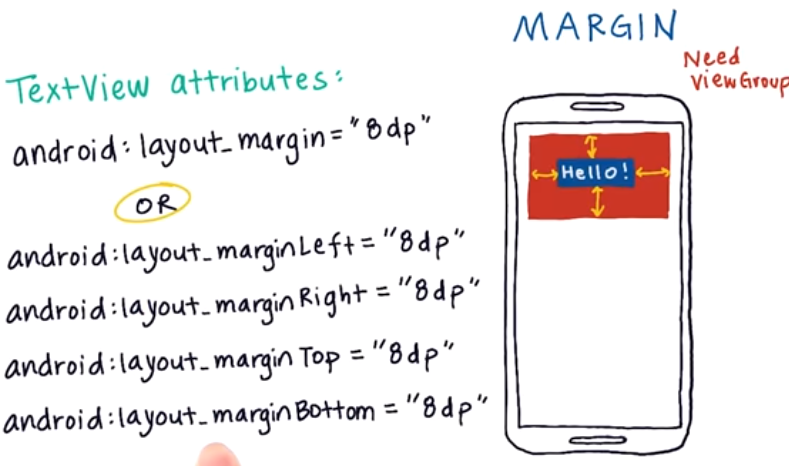 MARGIN
Need
ViewGroup
TextView attributes:
android:layout_margin="8dp"
OR
android:layout_marginLeft="8dp"
android:layout_marginRight="8dp"
android:layout_marginTop="8dp"
android:layout_marginBottom="8dp"
Hello!